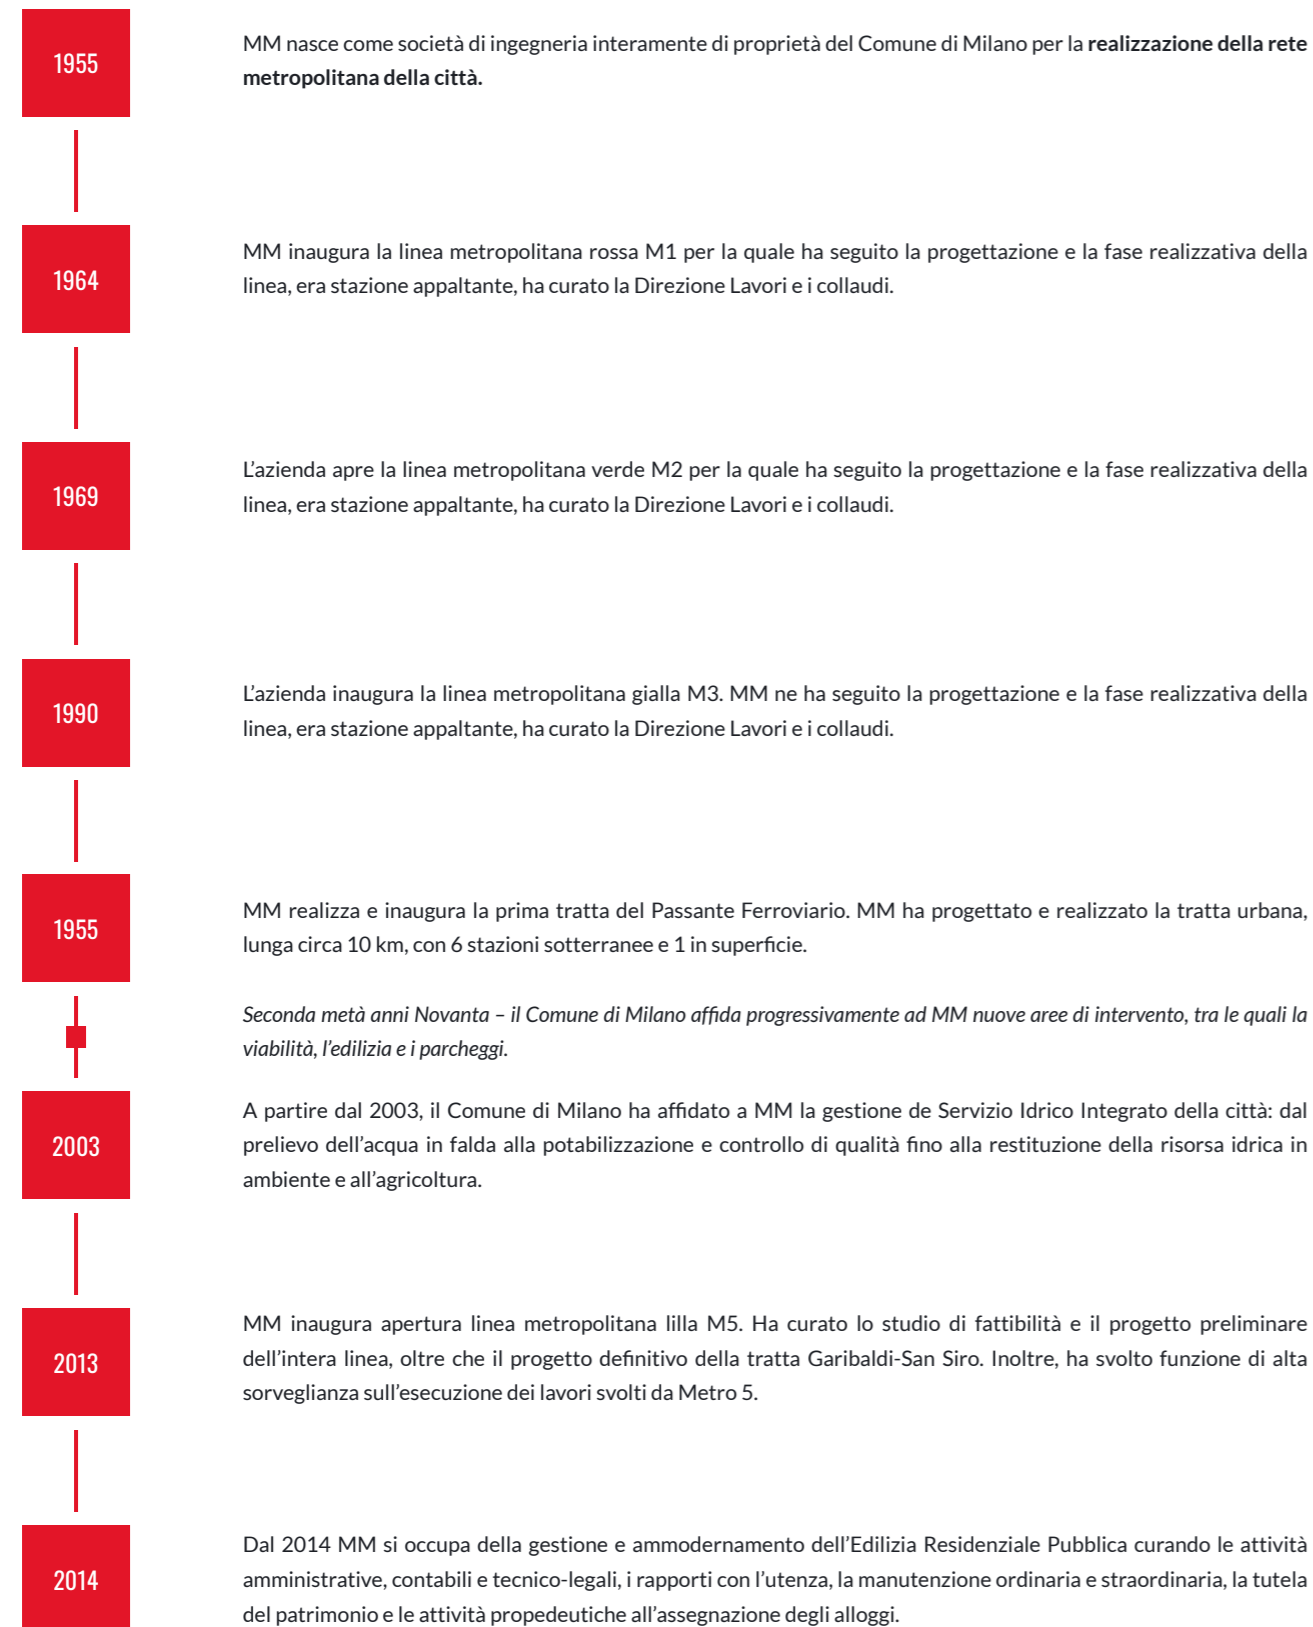 1955
MM nasce come società di ingegneria interamente di proprietà del Comune di Milano per la realizzazione della rete
metropolitana della città.
1964
MM inaugura la linea metropolitana rossa M1 per la quale ha seguito la progettazione e la fase realizzativa della
linea, era stazione appaltante, ha curato la Direzione Lavori e i collaudi.
1969
L’azienda apre la linea metropolitana verde M2 per la quale ha seguito la progettazione e la fase realizzativa della
linea, era stazione appaltante, ha curato la Direzione Lavori e i collaudi.
1990
L’azienda inaugura la linea metropolitana gialla M3. MM ne ha seguito la progettazione e la fase realizzativa della
linea, era stazione appaltante, ha curato la Direzione Lavori e i collaudi.
1955
MM realizza e inaugura la prima tratta del Passante Ferroviario. MM ha progettato e realizzato la tratta urbana,
lunga circa 10 km, con 6 stazioni sotterranee e 1 in superficie.
Seconda metà anni Novanta – il Comune di Milano affida progressivamente ad MM nuove aree di intervento, tra le quali la
viabilità, l’edilizia e i parcheggi.
2003
A partire dal 2003, il Comune di Milano ha affidato a MM la gestione de Servizio Idrico Integrato della città: dal
prelievo dell’acqua in falda alla potabilizzazione e controllo di qualità fino alla restituzione della risorsa idrica in
ambiente e all’agricoltura.
2013
MM inaugura apertura linea metropolitana lilla M5. Ha curato lo studio di fattibilità e il progetto preliminare
dell’intera linea, oltre che il progetto definitivo della tratta Garibaldi-San Siro. Inoltre, ha svolto funzione di alta
sorveglianza sull’esecuzione dei lavori svolti da Metro 5.
2014
Dal 2014 MM si occupa della gestione e ammodernamento dell’Edilizia Residenziale Pubblica curando le attività
amministrative, contabili e tecnico-legali, i rapporti con l’utenza, la manutenzione ordinaria e straordinaria, la tutela
del patrimonio e le attività propedeutiche all’assegnazione degli alloggi.